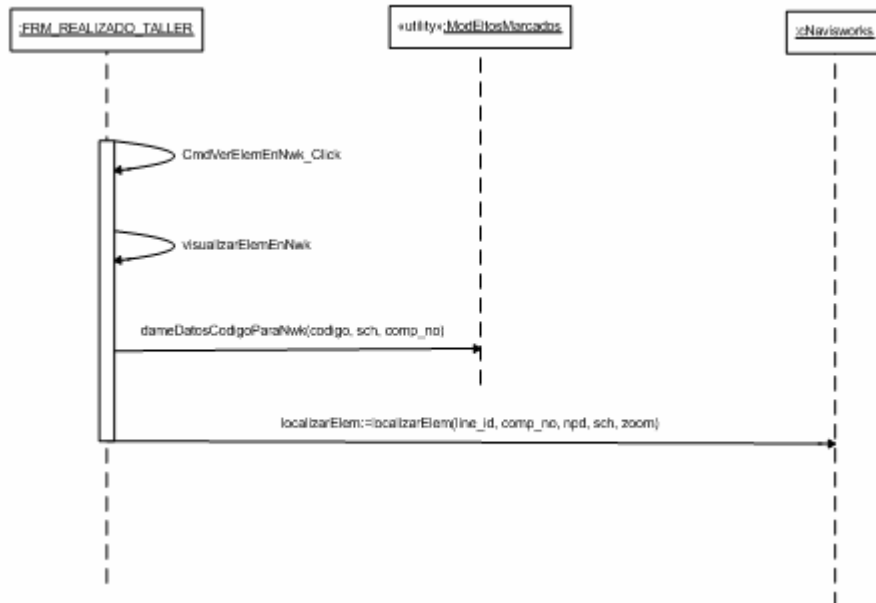 :FRM_REALIZADO_TALLER
«utility»:ModEltosMarcados
:cNavisworks
CmdVerElemEnNwk_Click
visualizarElemEnNwk
dameDatosCodigoParaNwk(codigo, sch, comp_no)
localizarElem:=localizarElem(line_id, comp_no, npd, sch, zoom)